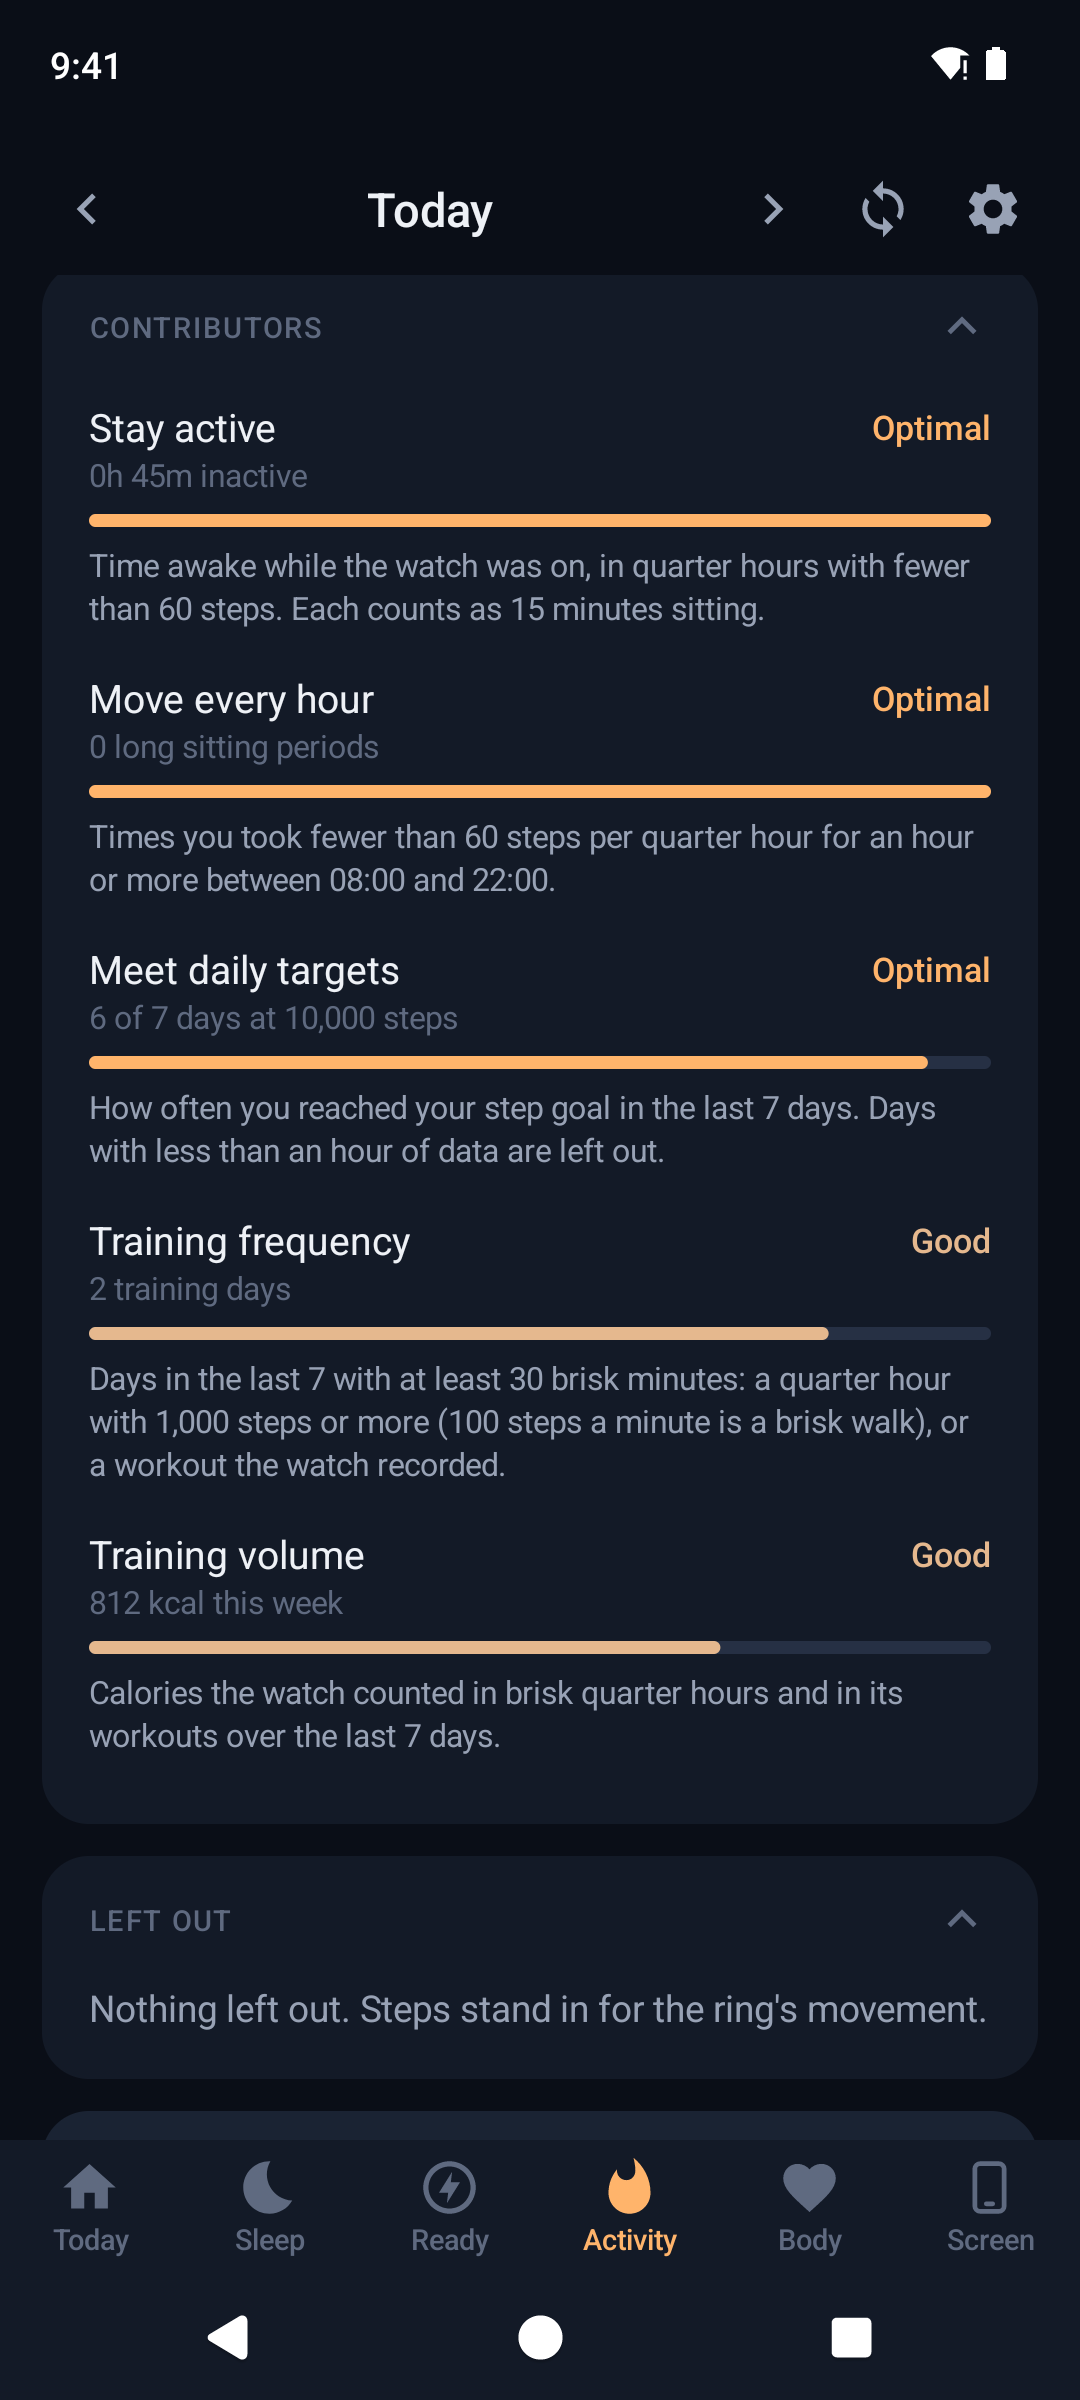 9:41
Today
CONTRIBUTORS
Stay active
Optimal
0h 45m inactive
Time awake while the watch was on, in quarter hours with fewer
than 60 steps. Each counts as 15 minutes sitting.
Move every hour
Optimal
0 long sitting periods
Times you took fewer than 60 steps per quarter hour for an hour
or more between 08:00 and 22:00.
Meet daily targets
Optimal
6 of 7 days at 10,000 steps
How often you reached your step goal in the last 7 days. Days
with less than an hour of data are left out.
Training frequency
Good
2 training days
Days in the last 7 with at least 30 brisk minutes: a quarter hour
with 1,000 steps or more (100 steps a minute is a brisk walk), or
a workout the watch recorded.
Training volume
Good
812 kcal this week
Calories the watch counted in brisk quarter hours and in its
workouts over the last 7 days.
LEFT OUT
Nothing left out. Steps stand in for the ring's movement.
Today
Sleep
Ready
Activity
Body
Screen